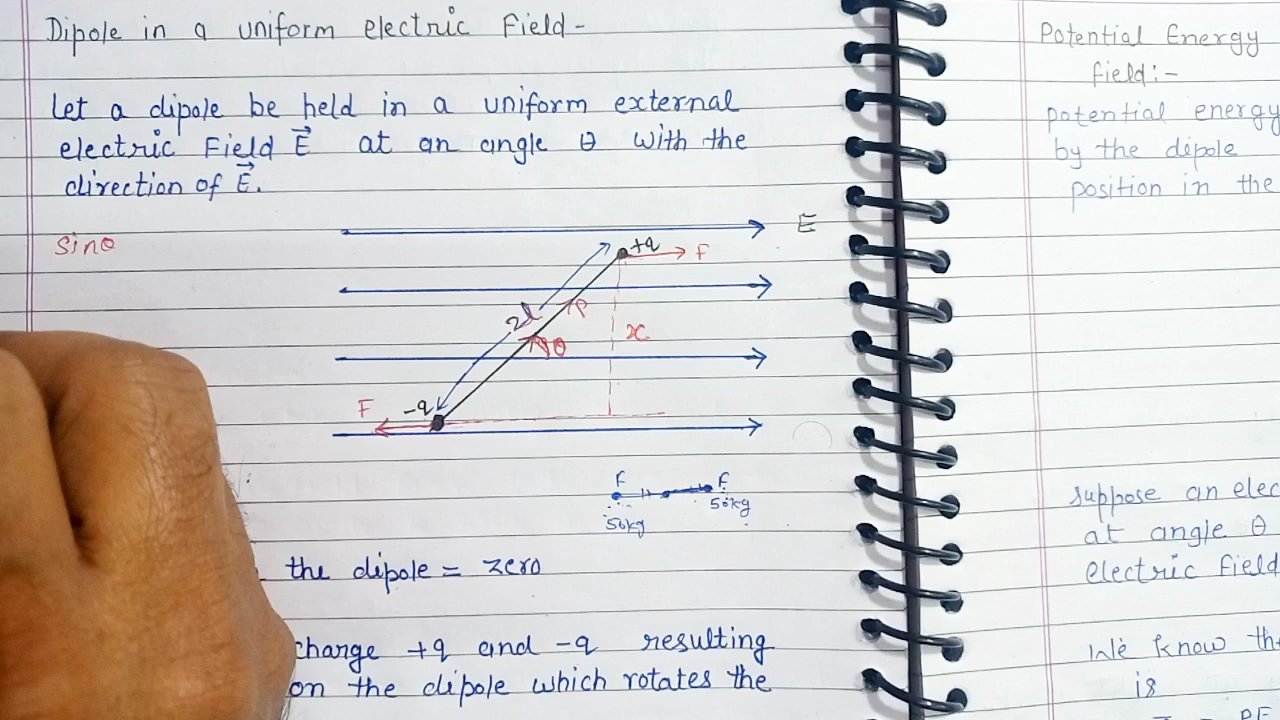 Dipole in a uniform electric Field-
Let a dipole be held in a uniform external
electric Field E⃗ at an angle θ with the
direction of E⃗.
Sinθ
E
+q
F
2l
P
θ
x
F
-q
F F
50kg 50kg
the dipole = zero
charge +q and -q resulting
on the dipole which rotates the
Potential Energy
field:-
potential energy
by the dipole
position in the
suppose an elec
at angle θ
electric field
We know th
is
PE